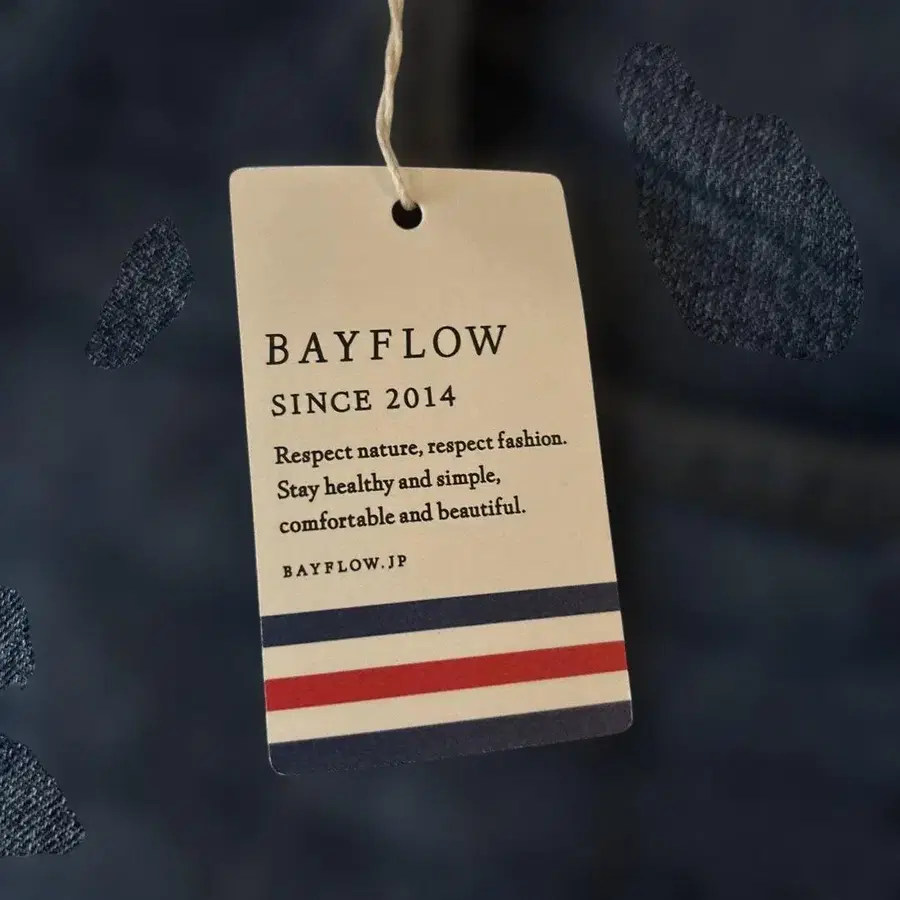 BAYFLOW
SINCE 2014
Respect nature, respect fashion.
Stay healthy and simple,
comfortable and beautiful.
BAYFLOW.JP